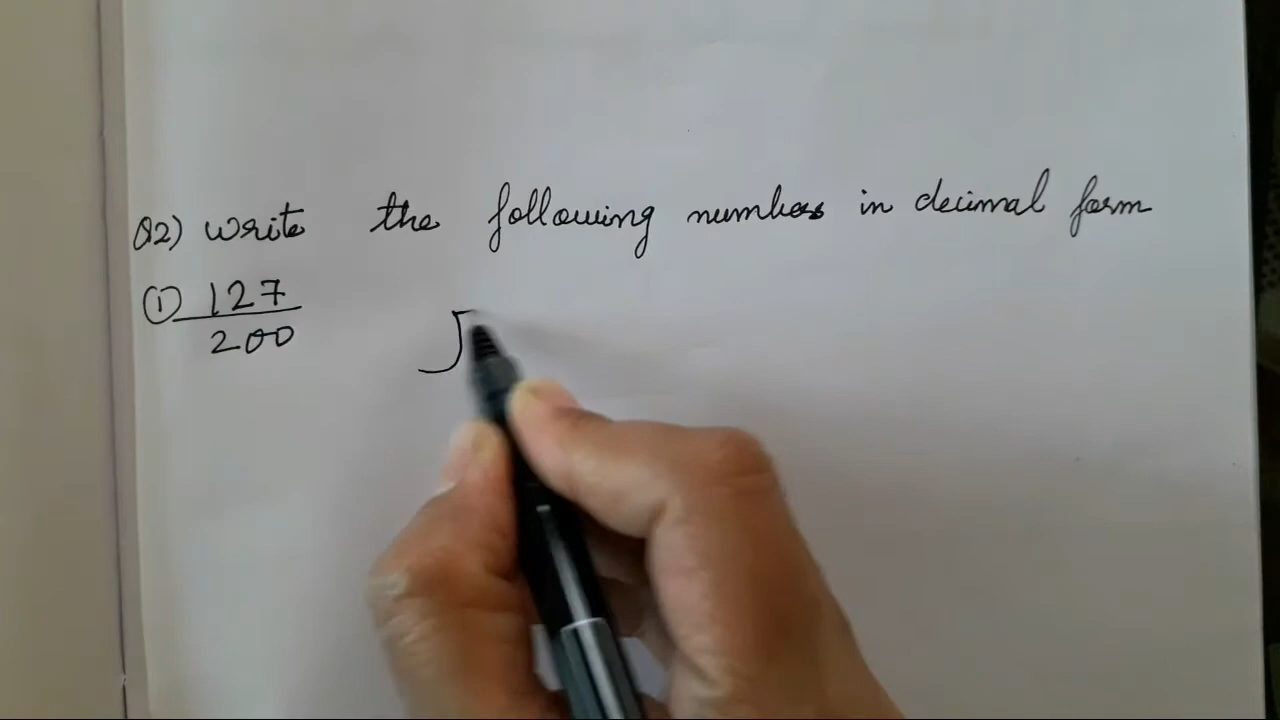 Q2) Write the following numbers in decimal form
① 127
200